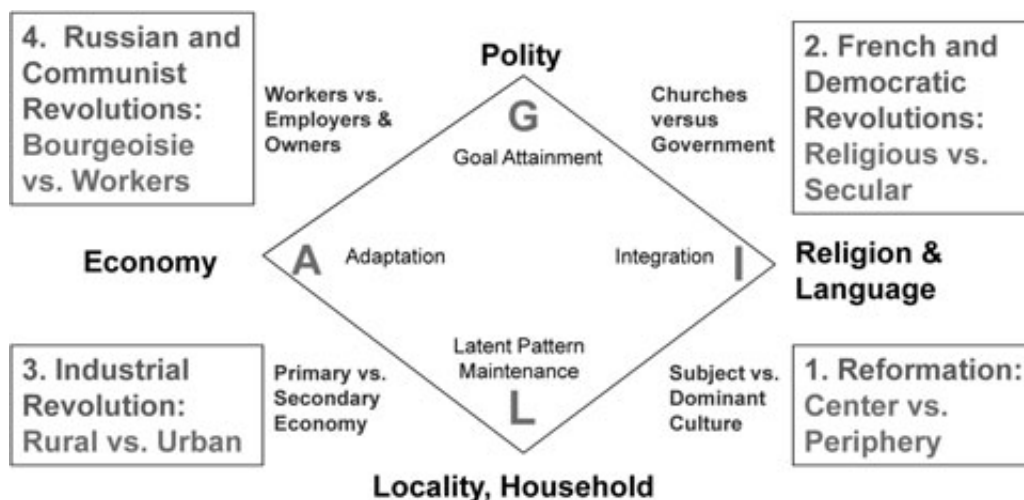 4. Russian and
Communist
Revolutions:
Bourgeoisie
vs. Workers
Workers vs.
Employers &
Owners
Polity
G
Goal Attainment
Churches
versus
Government
2. French and
Democratic
Revolutions:
Religious vs.
Secular
Economy
A
Adaptation
Integration
I
Religion &
Language
3. Industrial
Revolution:
Rural vs. Urban
Primary vs.
Secondary
Economy
Latent Pattern
Maintenance
L
Subject vs.
Dominant
Culture
1. Reformation:
Center vs.
Periphery
Locality, Household